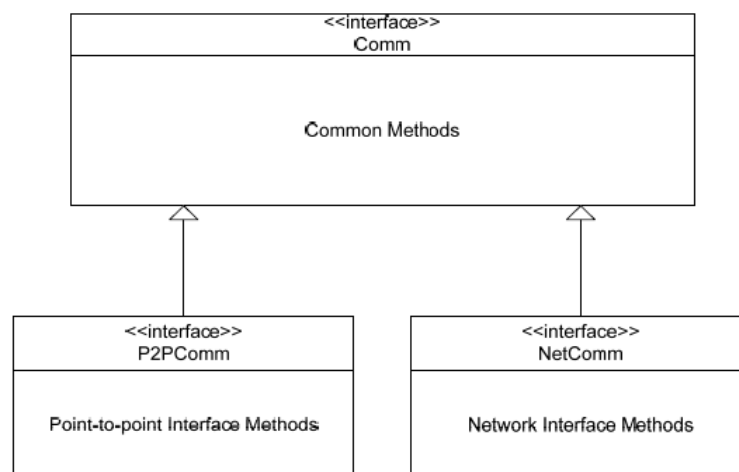 <<interface>>
Comm
Common Methods
<<interface>>
P2PComm
Point-to-point Interface Methods
<<interface>>
NetComm
Network Interface Methods